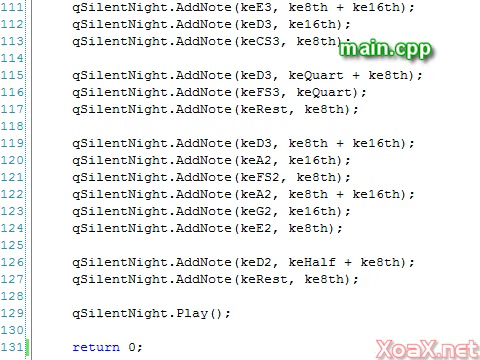 111 qSilentNight.AddNote(keE3, ke8th + ke16th);
112 qSilentNight.AddNote(keD3, ke16th);
113 qSilentNight.AddNote(keCS3, ke8th);
main.cpp
114
115 qSilentNight.AddNote(keD3, keQuart + ke8th);
116 qSilentNight.AddNote(keFS3, keQuart);
117 qSilentNight.AddNote(keRest, ke8th);
118
119 qSilentNight.AddNote(keD3, ke8th + ke16th);
120 qSilentNight.AddNote(keA2, ke16th);
121 qSilentNight.AddNote(keFS2, ke8th);
122 qSilentNight.AddNote(keA2, ke8th + ke16th);
123 qSilentNight.AddNote(keG2, ke16th);
124 qSilentNight.AddNote(keE2, ke8th);
125
126 qSilentNight.AddNote(keD2, keHalf + ke8th);
127 qSilentNight.AddNote(keRest, ke8th);
128
129 qSilentNight.Play();
130
131 return 0;
XoaX.net